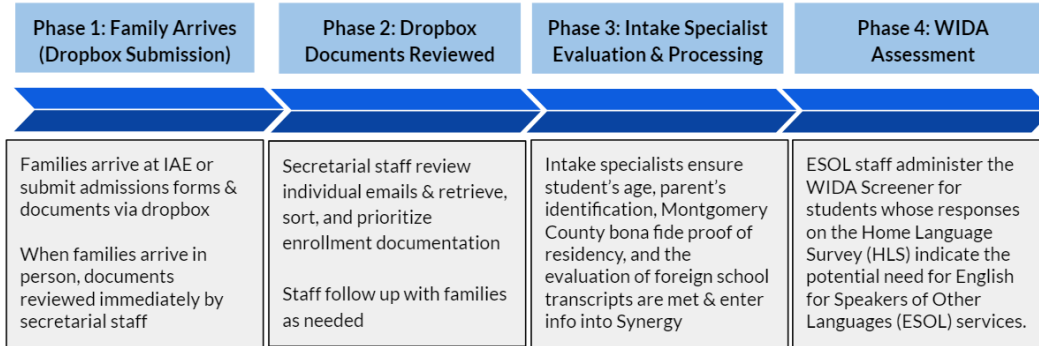 Phase 1: Family Arrives
(Dropbox Submission)
Phase 2: Dropbox
Documents Reviewed
Phase 3: Intake Specialist
Evaluation & Processing
Phase 4: WIDA
Assessment
Families arrive at IAE or
submit admissions forms &
documents via dropbox
When families arrive in
person, documents
reviewed immediately by
secretarial staff
Secretarial staff review
individual emails & retrieve,
sort, and prioritize
enrollment documentation
Staff follow up with families
as needed
Intake specialists ensure
student's age, parent's
identification, Montgomery
County bona fide proof of
residency, and the
evaluation of foreign school
transcripts are met & enter
info into Synergy
ESOL staff administer the
WIDA Screener for
students whose responses
on the Home Language
Survey (HLS) indicate the
potential need for English
for Speakers of Other
Languages (ESOL) services.